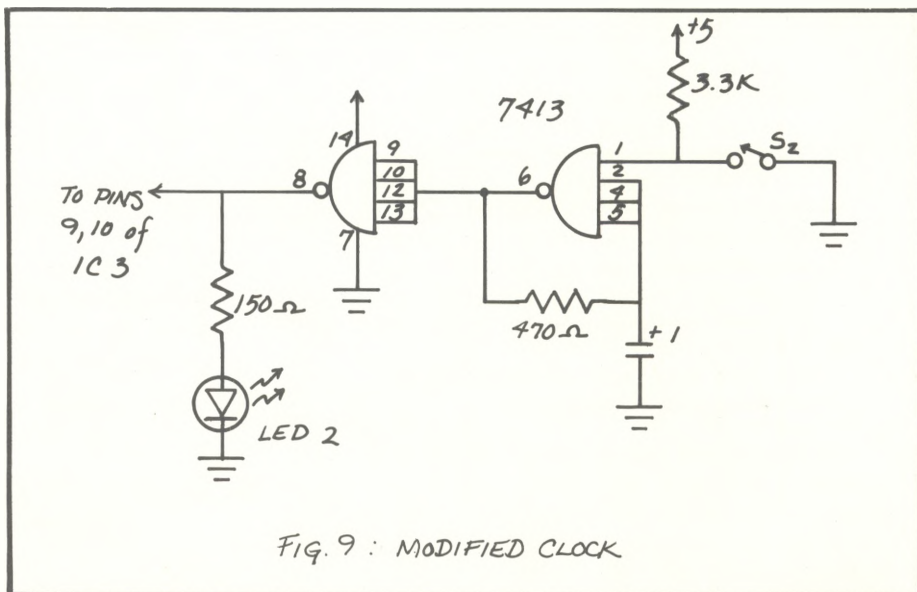 +5
3.3K
7413
14
9
10
12
13
8
7
6
1
2
4
5
S2
TO PINS
9,10 of
IC 3
150Ω
470Ω
+ 1
LED 2
FIG. 9 : MODIFIED CLOCK